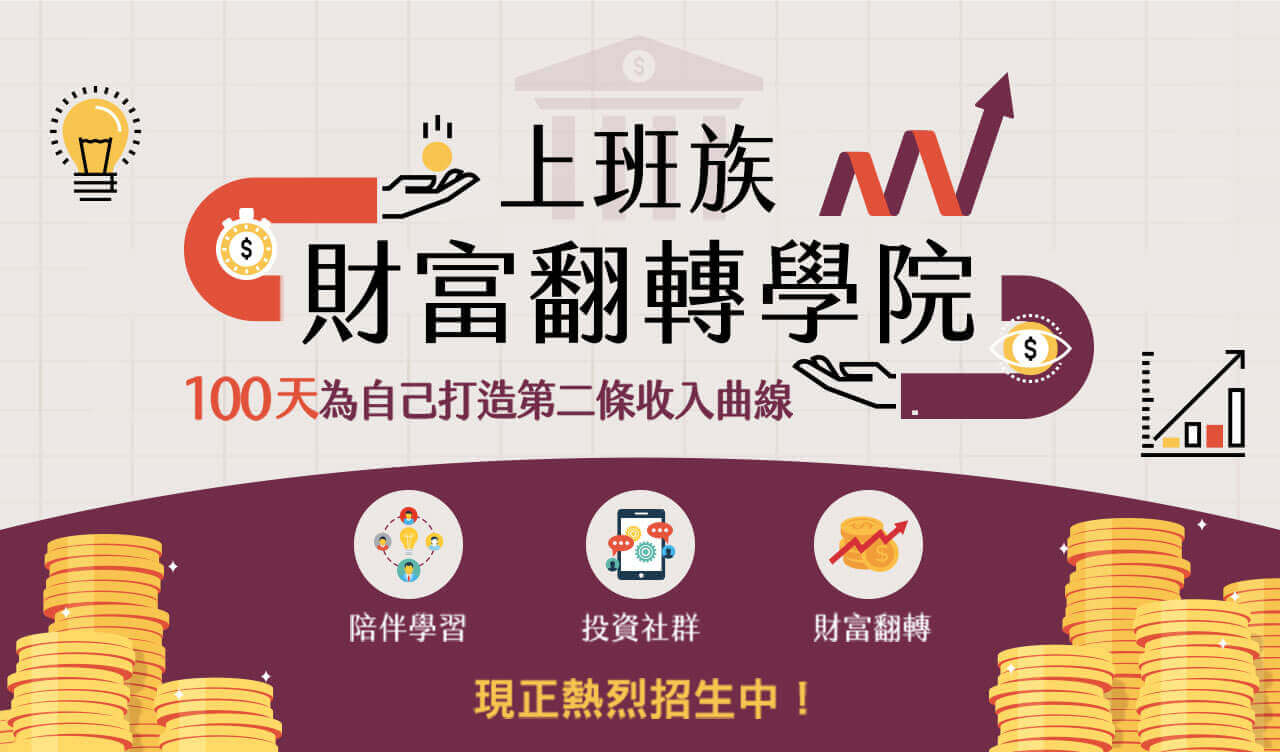 上班族
財富翻轉學院
100天為自己打造第二條收入曲線
陪伴學習
投資社群
財富翻轉
現正熱烈招生中！